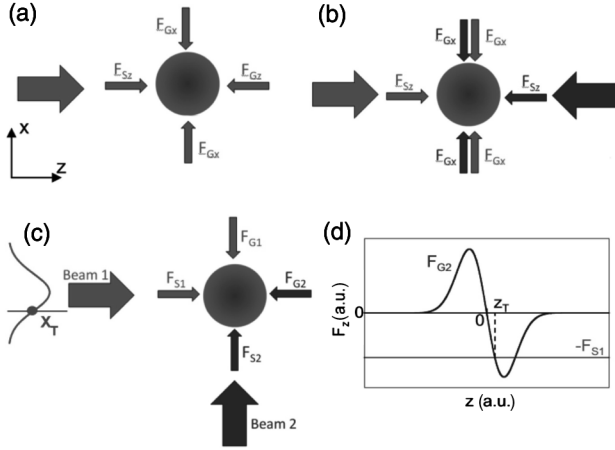 (a)
F_Gx
F_Sz
F_Gz
F_Gx
X
Z
(b)
F_Gx F_Gx
F_Sz
F_Sz
F_Gx F_Gx
(c)
Beam 1
X_T
F_G1
F_S1
F_G2
F_S2
Beam 2
(d)
F_G2
Z_T
0
0
-F_S1
F_z (a.u.)
z (a.u.)